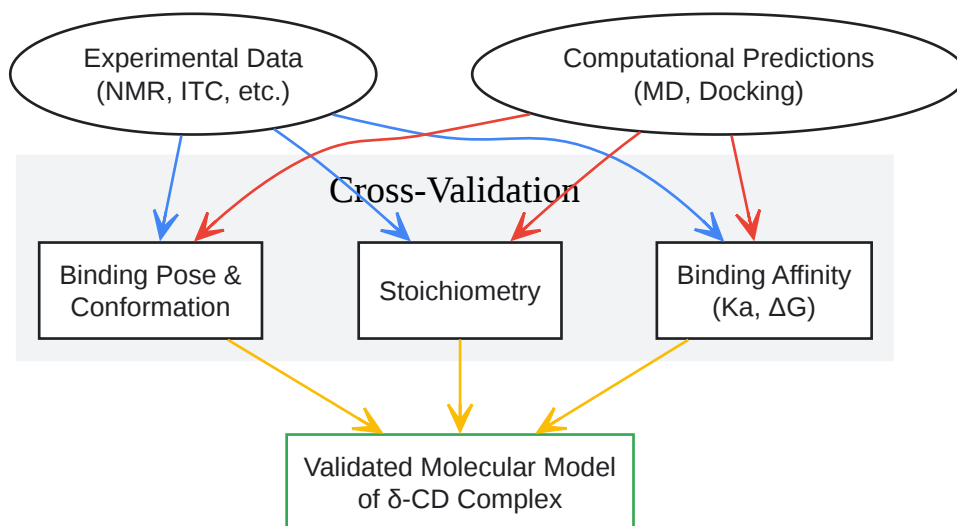 Experimental Data
(NMR, ITC, etc.)
Computational Predictions
(MD, Docking)
Cross-Validation
Binding Pose &
Conformation
Stoichiometry
Binding Affinity
(Ka, ΔG)
Validated Molecular Model
of δ-CD Complex